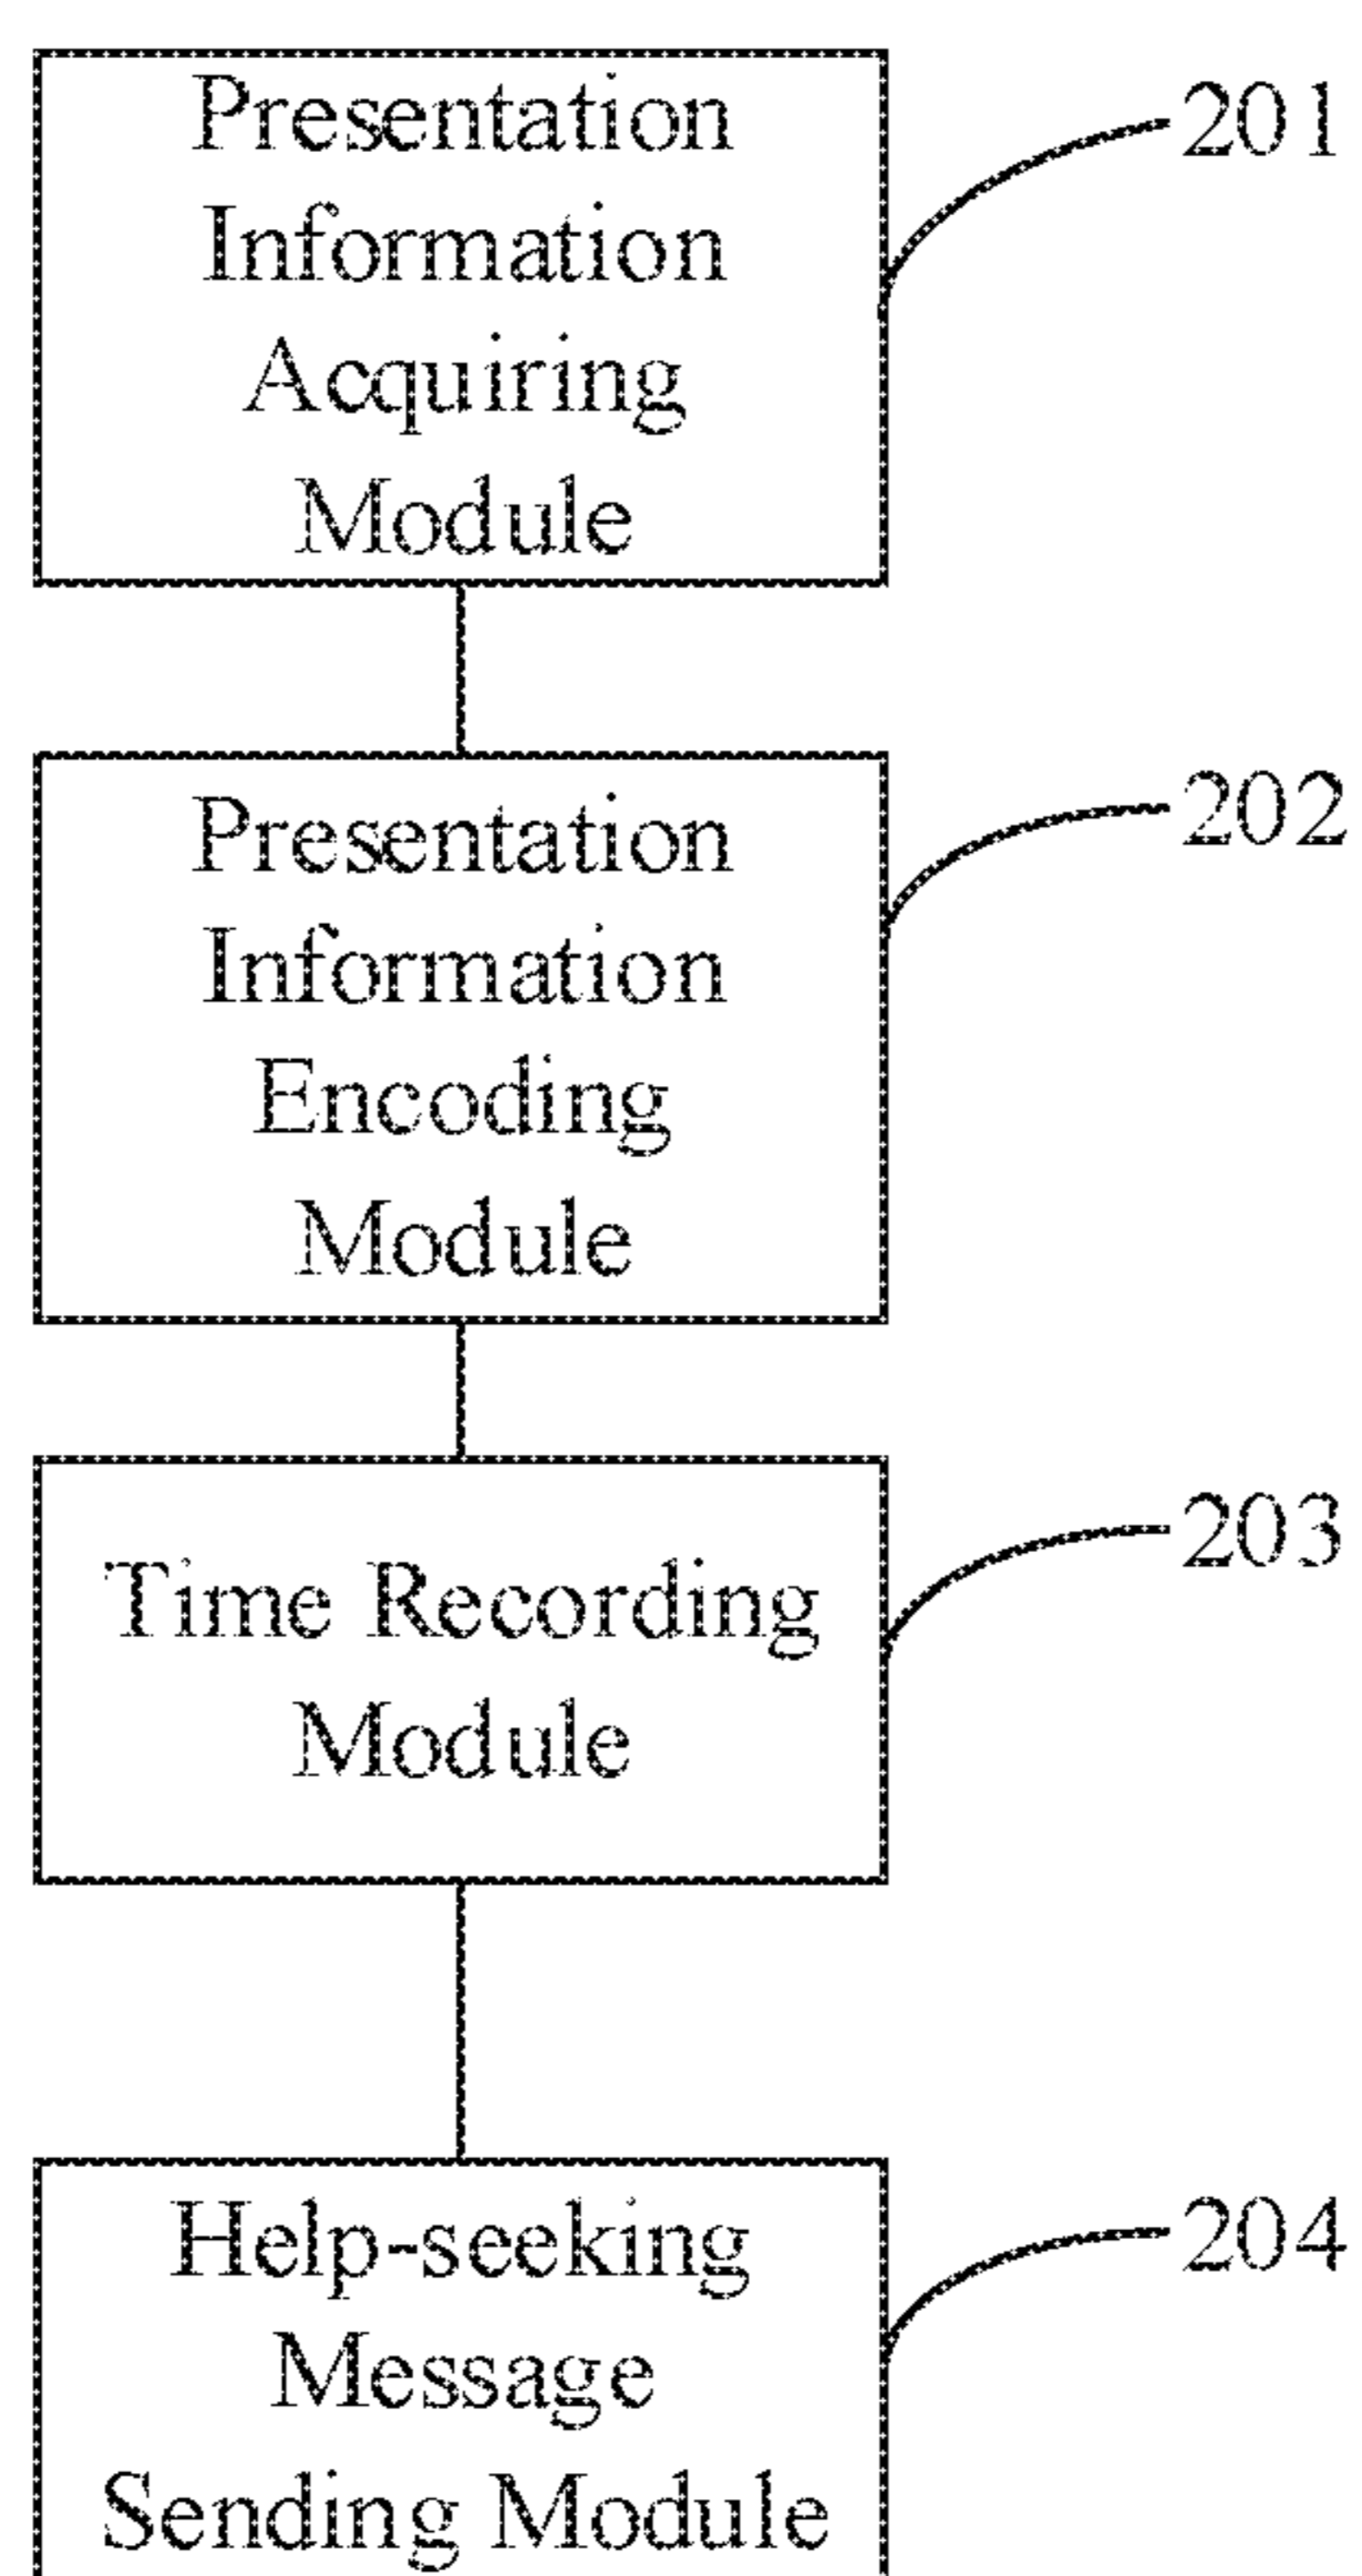 Presentation
Information
Acquiring
Module
201
Presentation
Information
Encoding
Module
202
Time Recording
Module
203
Help-seeking
Message
Sending Module
204